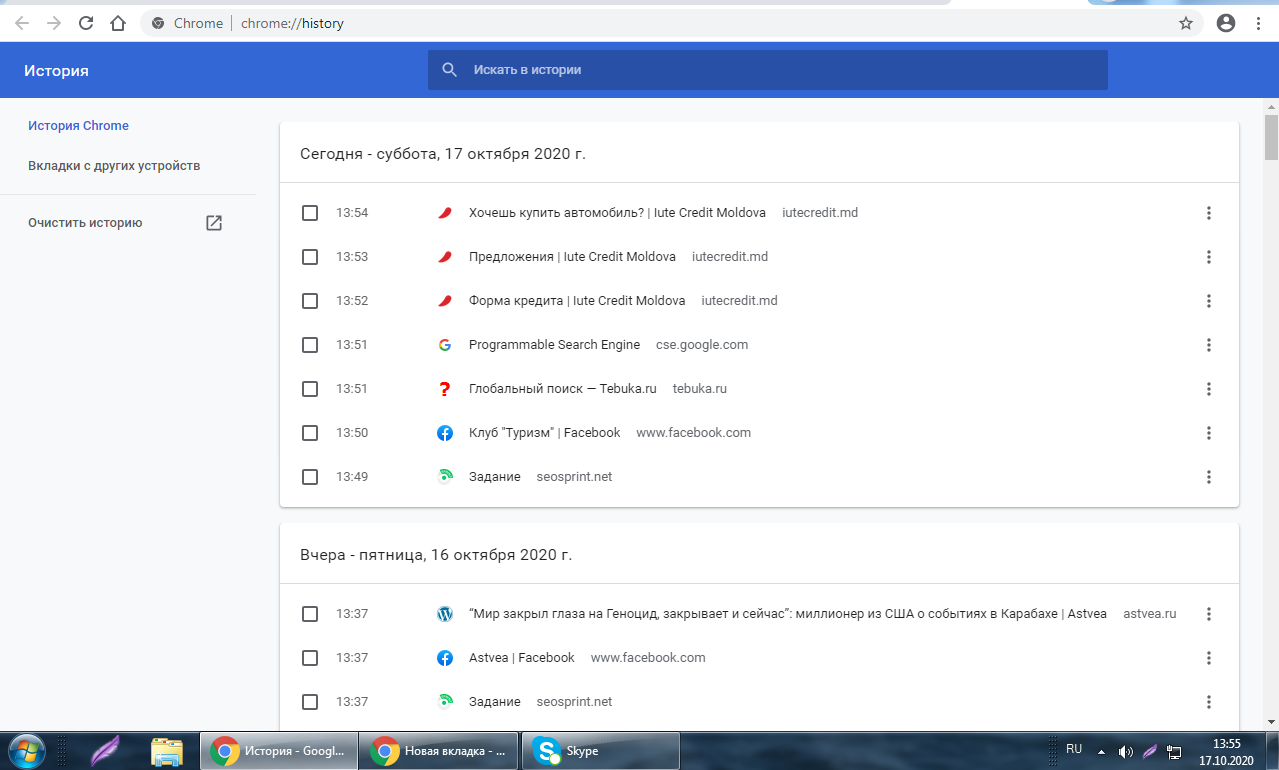 Chrome | chrome://history
История
Искать в истории
История Chrome
Вкладки с других устройств
Очистить историю
Сегодня - суббота, 17 октября 2020 г.
13:54 Хочешь купить автомобиль? | Iute Credit Moldova iutecredit.md
13:53 Предложения | Iute Credit Moldova iutecredit.md
13:52 Форма кредита | Iute Credit Moldova iutecredit.md
13:51 Programmable Search Engine cse.google.com
13:51 Глобальный поиск — Tebuka.ru tebuka.ru
13:50 Клуб "Туризм" | Facebook www.facebook.com
13:49 Задание seosprint.net
Вчера - пятница, 16 октября 2020 г.
13:37 “Мир закрыл глаза на Геноцид, закрывает и сейчас”: миллионер из США о событиях в Карабахе | Astvea astvea.ru
13:37 Astvea | Facebook www.facebook.com
13:37 Задание seosprint.net
История - Googl...
Новая вкладка - ...
Skype
RU
13:55
17.10.2020